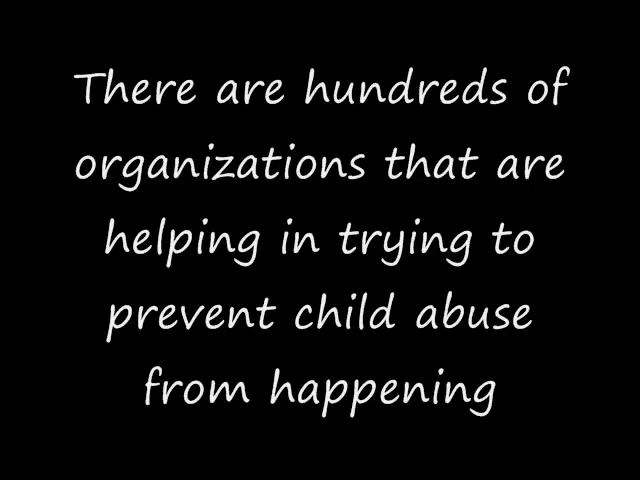 There are hundreds of
organizations that are
helping in trying to
prevent child abuse
from happening